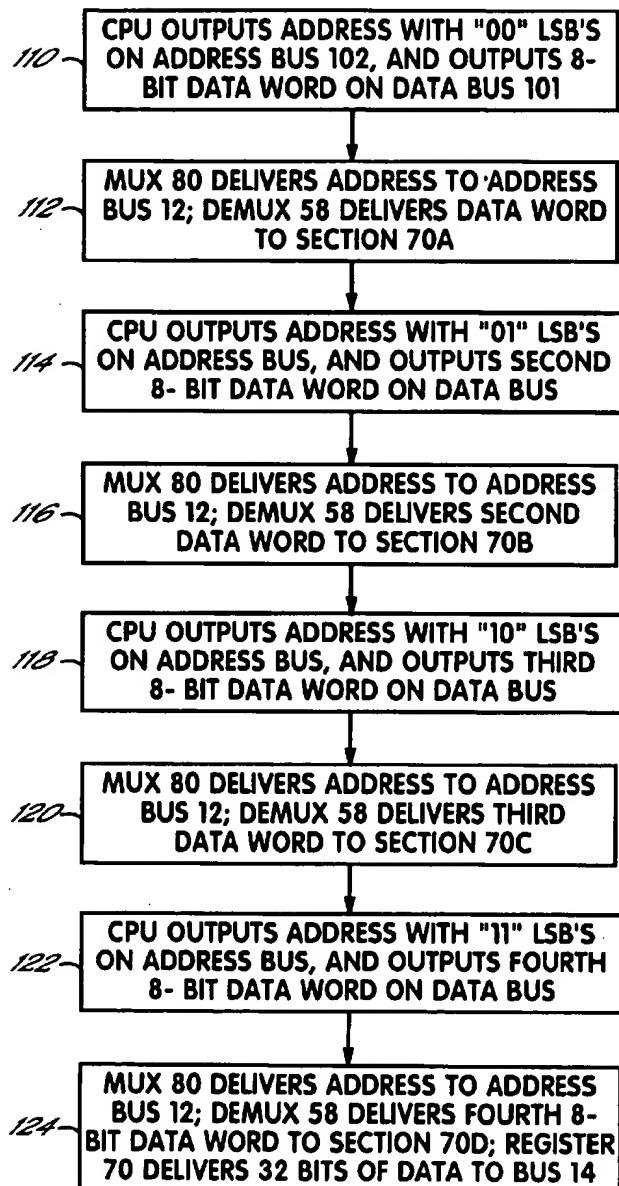 110
CPU OUTPUTS ADDRESS WITH "00" LSB'S
ON ADDRESS BUS 102, AND OUTPUTS 8-
BIT DATA WORD ON DATA BUS 101
112
MUX 80 DELIVERS ADDRESS TO ADDRESS
BUS 12; DEMUX 58 DELIVERS DATA WORD
TO SECTION 70A
114
CPU OUTPUTS ADDRESS WITH "01" LSB'S
ON ADDRESS BUS, AND OUTPUTS SECOND
8- BIT DATA WORD ON DATA BUS
116
MUX 80 DELIVERS ADDRESS TO ADDRESS
BUS 12; DEMUX 58 DELIVERS SECOND
DATA WORD TO SECTION 70B
118
CPU OUTPUTS ADDRESS WITH "10" LSB'S
ON ADDRESS BUS, AND OUTPUTS THIRD
8- BIT DATA WORD ON DATA BUS
120
MUX 80 DELIVERS ADDRESS TO ADDRESS
BUS 12; DEMUX 58 DELIVERS THIRD
DATA WORD TO SECTION 70C
122
CPU OUTPUTS ADDRESS WITH "11" LSB'S
ON ADDRESS BUS, AND OUTPUTS FOURTH
8- BIT DATA WORD ON DATA BUS
124
MUX 80 DELIVERS ADDRESS TO ADDRESS
BUS 12; DEMUX 58 DELIVERS FOURTH 8-
BIT DATA WORD TO SECTION 70D; REGISTER
70 DELIVERS 32 BITS OF DATA TO BUS 14